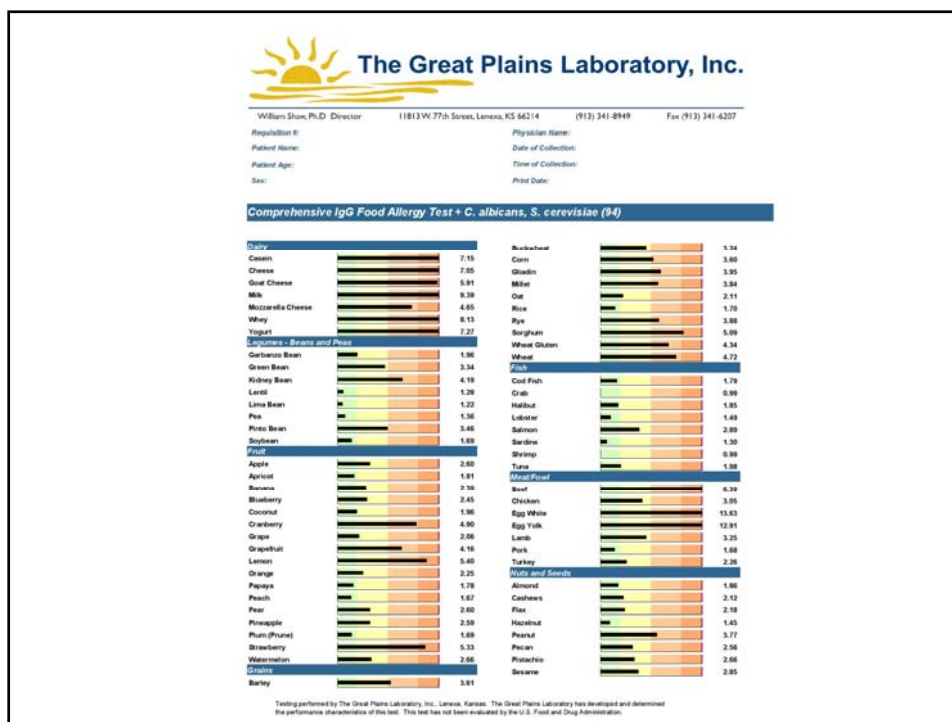 The Great Plains Laboratory, Inc.
William Shaw, Ph.D Director 11813 W. 77th Street, Lenexa, KS 66214 (913) 341-8949 Fax (913) 341-6207
Requisition #: Physician Name:
Patient Name: Date of Collection:
Patient Age: Time of Collection:
Sex: Print Date:
Comprehensive IgG Food Allergy Test + C. albicans, S. cerevisiae (94)
Dairy
Casein 7.15
Cheese 7.05
Goat Cheese 5.91
Milk 9.39
Mozzarella Cheese 4.65
Whey 8.13
Yogurt 7.27
Legumes - Beans and Peas
Garbanzo Bean 1.96
Green Bean 3.34
Kidney Bean 4.19
Lentil 1.28
Lima Bean 1.22
Pea 1.36
Pinto Bean 3.46
Soybean 1.69
Fruit
Apple 2.60
Apricot 1.81
Banana 2.39
Blueberry 2.45
Coconut 1.96
Cranberry 4.90
Grape 2.06
Grapefruit 4.16
Lemon 5.40
Orange 2.25
Papaya 1.78
Peach 1.67
Pear 2.60
Pineapple 2.59
Plum (Prune) 1.69
Strawberry 5.33
Watermelon 2.66
Grains
Barley 3.61
Buckwheat 3.24
Corn 3.60
Gliadin 3.95
Millet 3.84
Oat 2.11
Rice 1.70
Rye 3.88
Sorghum 5.09
Wheat Gluten 4.34
Wheat 4.72
Fish
Cod Fish 1.79
Crab 0.99
Halibut 1.85
Lobster 1.49
Salmon 2.89
Sardine 1.30
Shrimp 0.99
Tuna 1.98
Meat/Fowl
Beef 6.39
Chicken 3.05
Egg White 13.63
Egg Yolk 12.91
Lamb 3.25
Pork 1.68
Turkey 2.26
Nuts and Seeds
Almond 1.86
Cashews 2.12
Flax 2.18
Hazelnut 1.45
Peanut 3.77
Pecan 2.56
Pistachio 2.66
Sesame 2.85
Testing performed by The Great Plains Laboratory, Inc., Lenexa, Kansas. The Great Plains Laboratory has developed and determined
the performance characteristics of this test. This test has not been evaluated by the U.S. Food and Drug Administration.